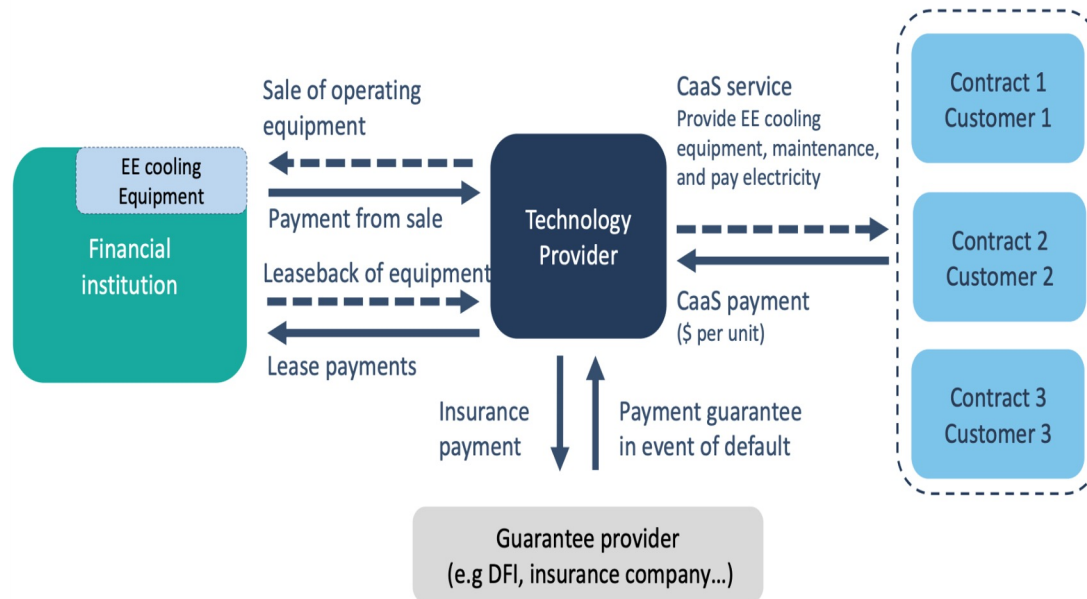 Sale of operating
equipment
EE cooling
Equipment
Financial
institution
Payment from sale
Leaseback of equipment
Lease payments
Technology
Provider
CaaS service
Provide EE cooling
equipment, maintenance,
and pay electricity
CaaS payment
($ per unit)
Contract 1
Customer 1
Contract 2
Customer 2
Contract 3
Customer 3
Insurance
payment
Payment guarantee
in event of default
Guarantee provider
(e.g DFI, insurance company...)